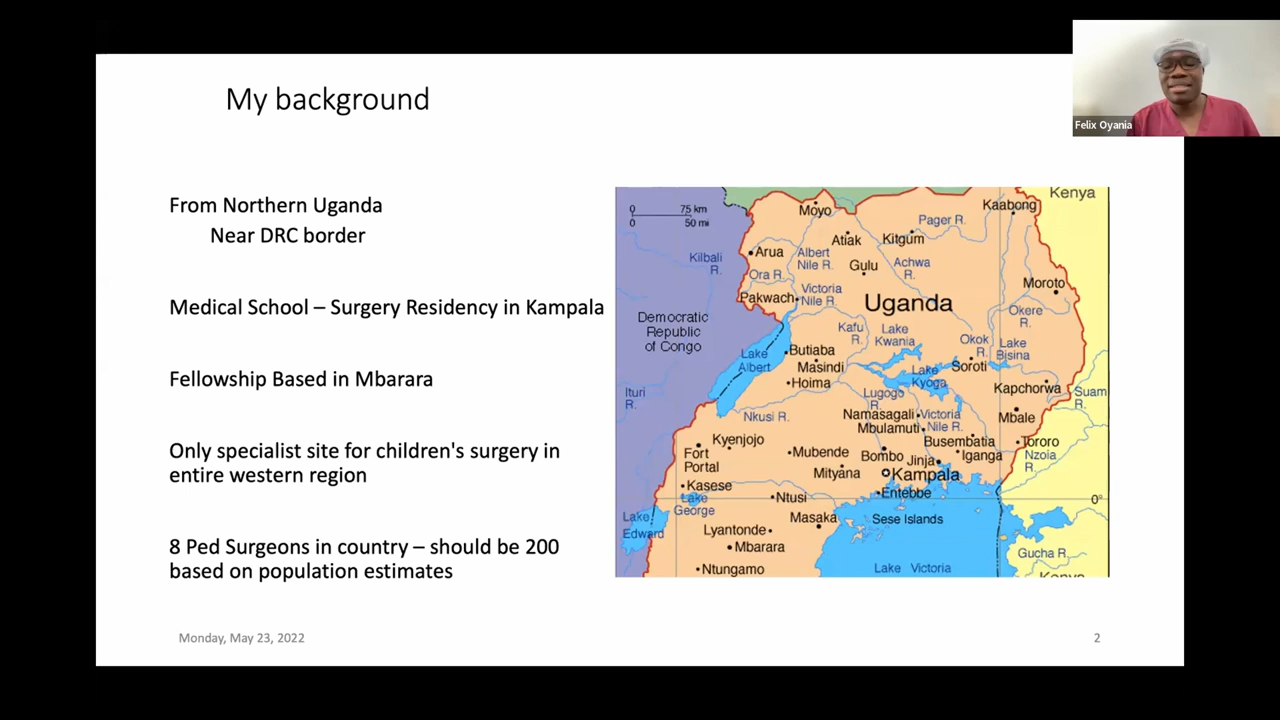 My background
Felix Oyania
From Northern Uganda
Near DRC border
Medical School – Surgery Residency in Kampala
Fellowship Based in Mbarara
Only specialist site for children's surgery in
entire western region
8 Ped Surgeons in country – should be 200
based on population estimates
Kenya
0 75 km
0 50 mi
Moyo
Kaabong
Pager R.
Atiak
Kitgum
Kilbali
R.
Arua
Albert
Nile R.
Ora R.
Gulu
Achwa
R.
Moroto
Pakwach
Victoria
Nile R.
Uganda
Democratic
Republic
of Congo
Okere
R.
Kafu
R.
Lake
Kwania
Okok
R.
Lake
Bisina
Butiaba
Lake
Albert
Masindi
Soroti
Hoima
Lake
Kyoga
Kapchorwa
Ituri
R.
Lugogo
R.
Suam
R.
Nkusi R.
Namasagali
Victoria
Nile R.
Mbale
Mbulamuti
Kyenjojo
Busembatia
Tororo
Fort
Portal
Mubende
Bombo
Jinja
Iganga
Nzoia
R.
Mityana
Kampala
Kasese
Entebbe
0°
Lake
George
Ntusi
Lake
Edward
Masaka
Sese Islands
Lyantonde
Mbarara
Gucha R.
Ntungamo
Lake Victoria
Kenya
Monday, May 23, 2022
2